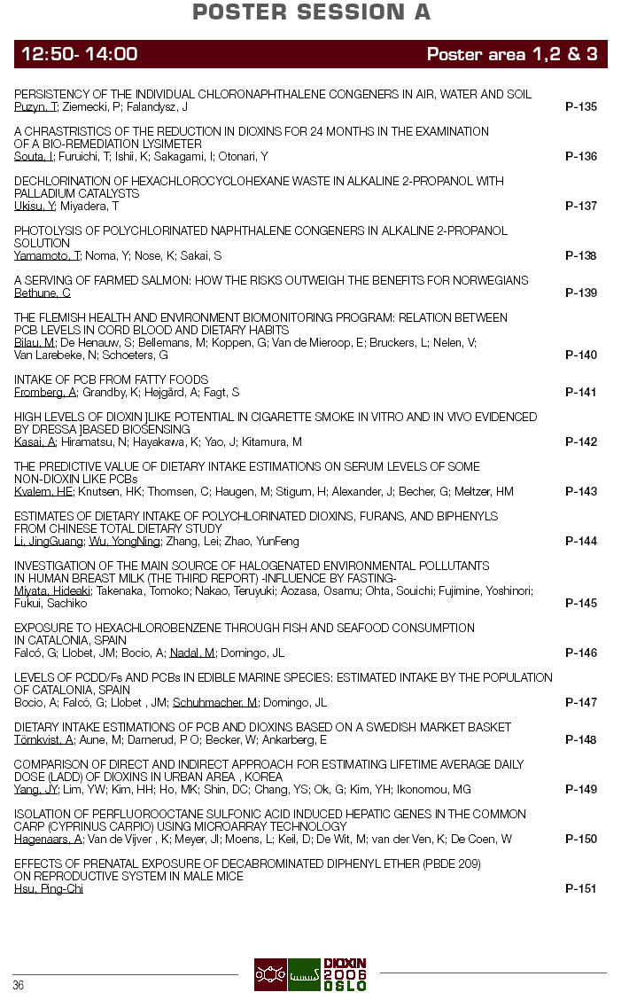 POSTER SESSION A
12:50- 14:00 Poster area 1,2 & 3
PERSISTENCY OF THE INDIVIDUAL CHLORONAPHTHALENE CONGENERS IN AIR, WATER AND SOIL
Puzyn, T; Ziemecki, P; Falandysz, J P-135
A CHRASTRISTICS OF THE REDUCTION IN DIOXINS FOR 24 MONTHS IN THE EXAMINATION
OF A BIO-REMEDIATION LYSIMETER
Souta, I; Furuichi, T; Ishii, K; Sakagami, I; Otonari, Y P-136
DECHLORINATION OF HEXACHLOROCYCLOHEXANE WASTE IN ALKALINE 2-PROPANOL WITH
PALLADIUM CATALYSTS
Ukisu, Y; Miyadera, T P-137
PHOTOLYSIS OF POLYCHLORINATED NAPHTHALENE CONGENERS IN ALKALINE 2-PROPANOL
SOLUTION
Yamamoto, T; Noma, Y; Nose, K; Sakai, S P-138
A SERVING OF FARMED SALMON: HOW THE RISKS OUTWEIGH THE BENEFITS FOR NORWEGIANS
Bethune, C P-139
THE FLEMISH HEALTH AND ENVIRONMENT BIOMONITORING PROGRAM: RELATION BETWEEN
PCB LEVELS IN CORD BLOOD AND DIETARY HABITS
Bilau, M; De Henauw, S; Bellemans, M; Koppen, G; Van de Mieroop, E; Bruckers, L; Nelen, V;
Van Larebeke, N; Schoeters, G P-140
INTAKE OF PCB FROM FATTY FOODS
Fromberg, A; Grandby, K; Højgård, A; Fagt, S P-141
HIGH LEVELS OF DIOXIN ]LIKE POTENTIAL IN CIGARETTE SMOKE IN VITRO AND IN VIVO EVIDENCED
BY DRESSA ]BASED BIOSENSING
Kasai, A; Hiramatsu, N; Hayakawa, K; Yao, J; Kitamura, M P-142
THE PREDICTIVE VALUE OF DIETARY INTAKE ESTIMATIONS ON SERUM LEVELS OF SOME
NON-DIOXIN LIKE PCBs
Kvalem, HE; Knutsen, HK; Thomsen, C; Haugen, M; Stigum, H; Alexander, J; Becher, G; Meltzer, HM P-143
ESTIMATES OF DIETARY INTAKE OF POLYCHLORINATED DIOXINS, FURANS, AND BIPHENYLS
FROM CHINESE TOTAL DIETARY STUDY
Li, JingGuang; Wu, YongNing; Zhang, Lei; Zhao, YunFeng P-144
INVESTIGATION OF THE MAIN SOURCE OF HALOGENATED ENVIRONMENTAL POLLUTANTS
IN HUMAN BREAST MILK (THE THIRD REPORT) -INFLUENCE BY FASTING-
Miyata, Hideaki; Takenaka, Tomoko; Nakao, Teruyuki; Aozasa, Osamu; Ohta, Souichi; Fujimine, Yoshinori;
Fukui, Sachiko P-145
EXPOSURE TO HEXACHLOROBENZENE THROUGH FISH AND SEAFOOD CONSUMPTION
IN CATALONIA, SPAIN
Falcó, G; Llobet, JM; Bocio, A; Nadal, M; Domingo, JL P-146
LEVELS OF PCDD/Fs AND PCBs IN EDIBLE MARINE SPECIES: ESTIMATED INTAKE BY THE POPULATION
OF CATALONIA, SPAIN
Bocio, A; Falcó, G; Llobet , JM; Schuhmacher, M; Domingo, JL P-147
DIETARY INTAKE ESTIMATIONS OF PCB AND DIOXINS BASED ON A SWEDISH MARKET BASKET
Törnkvist, A; Aune, M; Darnerud, P O; Becker, W; Ankarberg, E P-148
COMPARISON OF DIRECT AND INDIRECT APPROACH FOR ESTIMATING LIFETIME AVERAGE DAILY
DOSE (LADD) OF DIOXINS IN URBAN AREA , KOREA
Yang, JY; Lim, YW; Kim, HH; Ho, MK; Shin, DC; Chang, YS; Ok, G; Kim, YH; Ikonomou, MG P-149
ISOLATION OF PERFLUOROOCTANE SULFONIC ACID INDUCED HEPATIC GENES IN THE COMMON
CARP (CYPRINUS CARPIO) USING MICROARRAY TECHNOLOGY
Hagenaars, A; Van de Vijver , K; Meyer, JI; Moens, L; Keil, D; De Wit, M; van der Ven, K; De Coen, W P-150
EFFECTS OF PRENATAL EXPOSURE OF DECABROMINATED DIPHENYL ETHER (PBDE 209)
ON REPRODUCTIVE SYSTEM IN MALE MICE
Hsu, Ping-Chi P-151
DIOXIN
2006
OSLO
36